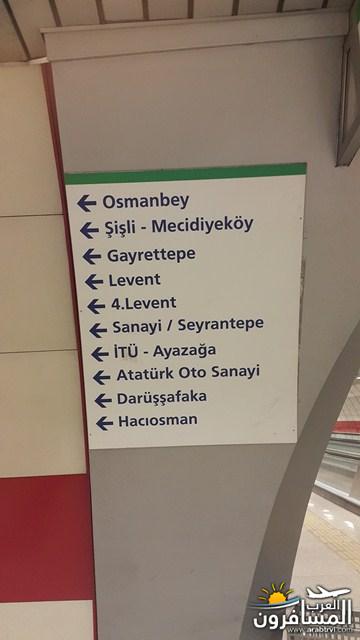 ← Osmanbey
← Şişli - Mecidiyeköy
← Gayrettepe
← Levent
← 4.Levent
← Sanayi / Seyrantepe
← İTÜ - Ayazağa
← Atatürk Oto Sanayi
← Darüşşafaka
← Hacıosman
العرب
المسافرون
www.arabtrvl.com